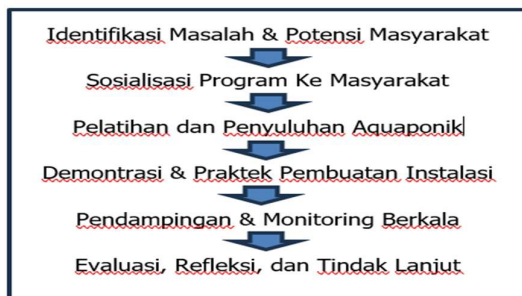 Identifikasi Masalah & Potensi Masyarakat
Sosialisasi Program Ke Masyarakat
Pelatihan dan Penyuluhan Aquaponik
Demontrasi & Praktek Pembuatan Instalasi
Pendampingan & Monitoring Berkala
Evaluasi, Refleksi, dan Tindak Lanjut